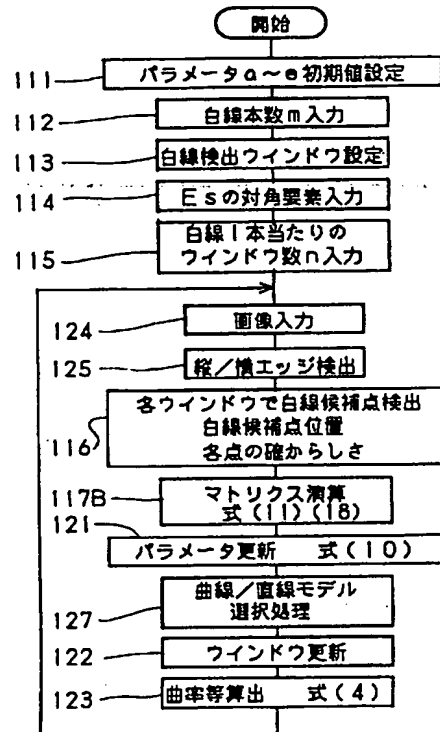 開始
111 パラメータa～e初期値設定
112 白線本数m入力
113 白線検出ウインドウ設定
114 Esの対角要素入力
115 白線1本当たりの
ウインドウ数n入力
124 画像入力
125 縦/横エッジ検出
各ウインドウで白線候補点検出
白線候補点位置
116 各点の確からしさ
117B マトリクス演算
式(11)(18)
121
パラメータ更新 式(10)
127 曲線/直線モデル
選択処理
122 ウインドウ更新
123 曲率等算出 式(4)